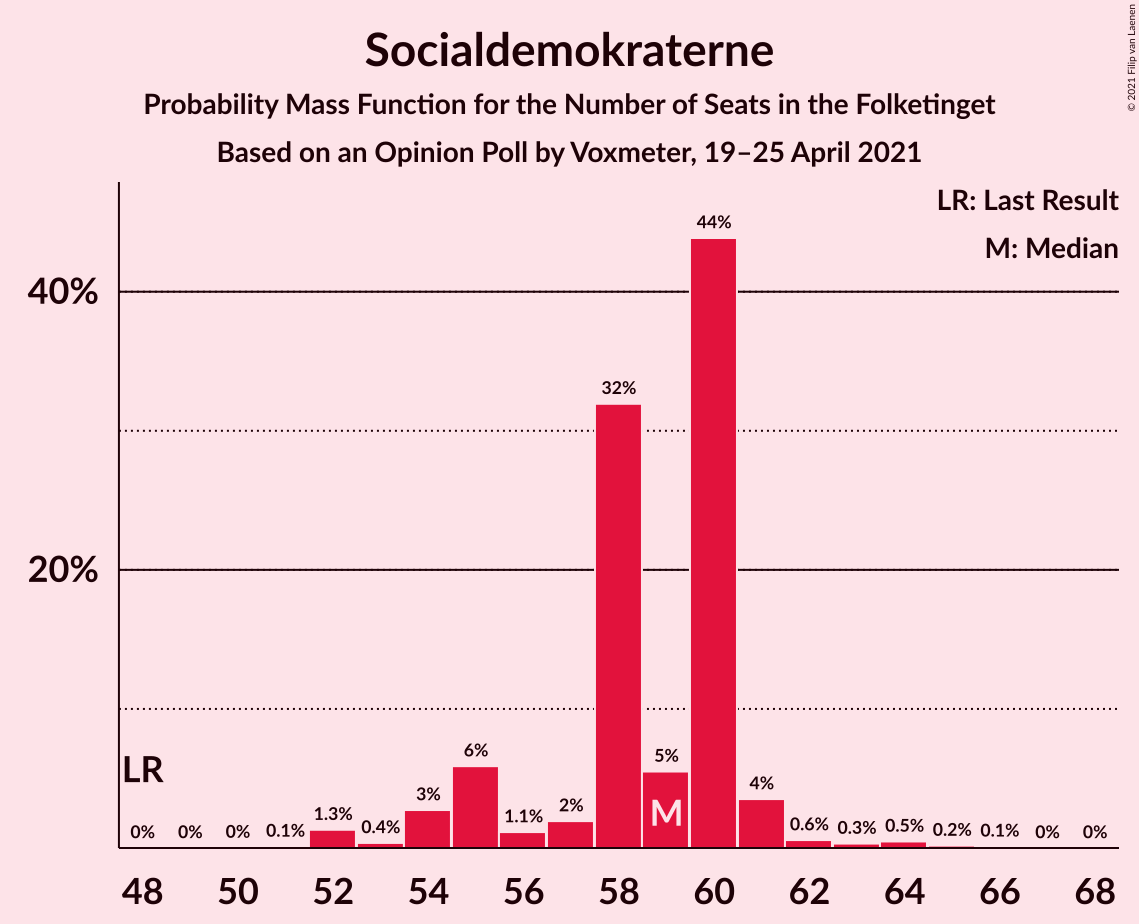 Socialdemokraterne
Probability Mass Function for the Number of Seats in the Folketinget
Based on an Opinion Poll by Voxmeter, 19–25 April 2021
© 2021 Filip van Laenen
LR: Last Result
M: Median
40%
20%
LR
0%
0%
0%
0.1%
1.3%
0.4%
3%
6%
1.1%
2%
32%
5%
M
44%
4%
0.6%
0.3%
0.5%
0.2%
0.1%
0%
0%
48 50 52 54 56 58 60 62 64 66 68